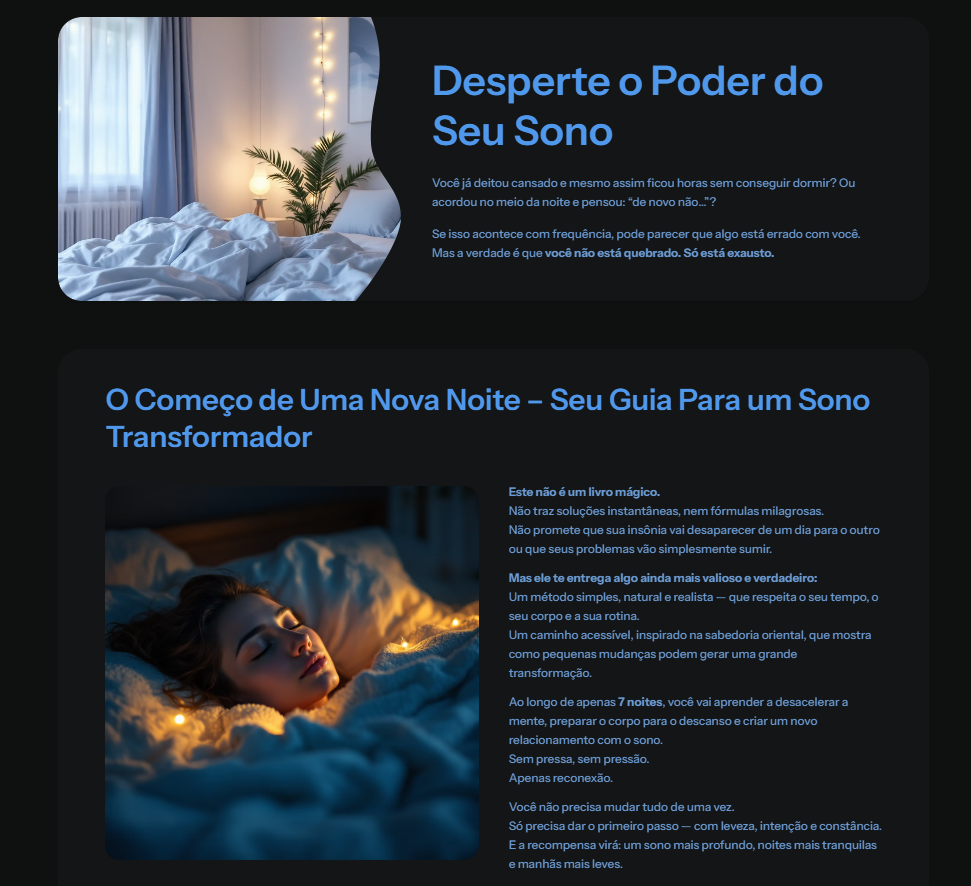 Desperte o Poder do
Seu Sono
Você já deitou cansado e mesmo assim ficou horas sem conseguir dormir? Ou
acordou no meio da noite e pensou: “de novo não…”?
Se isso acontece com frequência, pode parecer que algo está errado com você.
Mas a verdade é que você não está quebrado. Só está exausto.
O Começo de Uma Nova Noite – Seu Guia Para um Sono
Transformador
Este não é um livro mágico.
Não traz soluções instantâneas, nem fórmulas milagrosas.
Não promete que sua insônia vai desaparecer de um dia para o outro
ou que seus problemas vão simplesmente sumir.
Mas ele te entrega algo ainda mais valioso e verdadeiro:
Um método simples, natural e realista — que respeita o seu tempo, o
seu corpo e a sua rotina.
Um caminho acessível, inspirado na sabedoria oriental, que mostra
como pequenas mudanças podem gerar uma grande
transformação.
Ao longo de apenas 7 noites, você vai aprender a desacelerar a
mente, preparar o corpo para o descanso e criar um novo
relacionamento com o sono.
Sem pressa, sem pressão.
Apenas reconexão.
Você não precisa mudar tudo de uma vez.
Só precisa dar o primeiro passo — com leveza, intenção e constância.
E a recompensa virá: um sono mais profundo, noites mais tranquilas
e manhãs mais leves.